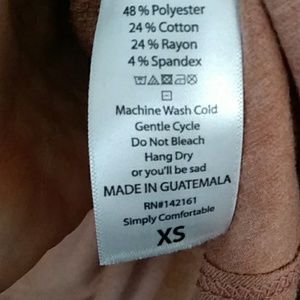 48 % Polyester
24 % Cotton
24 % Rayon
4 % Spandex
Machine Wash Cold
Gentle Cycle
Do Not Bleach
Hang Dry
or you'll be sad
MADE IN GUATEMALA
RN#142161
Simply Comfortable
XS